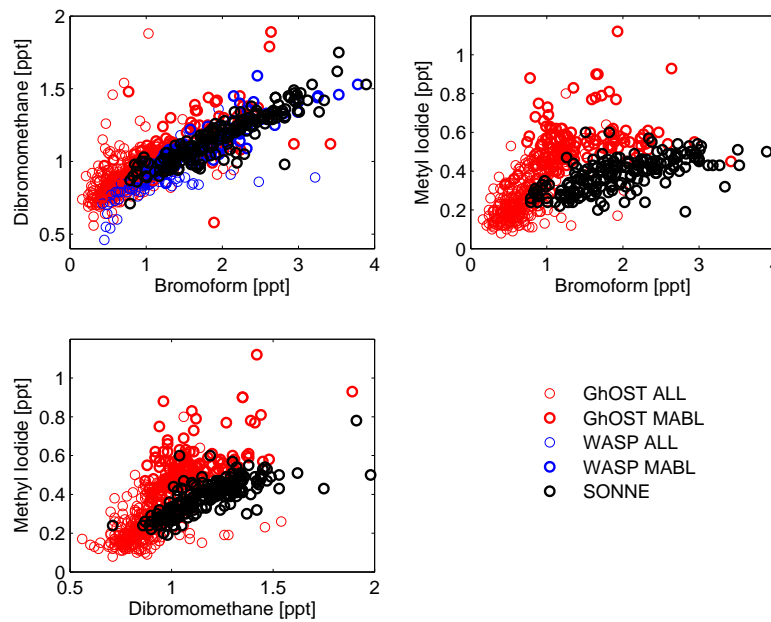 2
1.5
1
0.5
0 1 2 3 4
Bromoform [ppt]
Dibromomethane [ppt]
1
0.8
0.6
0.4
0.2
0
0 1 2 3 4
Bromoform [ppt]
Metyl Iodide [ppt]
1
0.8
0.6
0.4
0.2
0
0.5 1 1.5 2
Dibromomethane [ppt]
Methyl Iodide [ppt]
GhOST ALL
GhOST MABL
WASP ALL
WASP MABL
SONNE